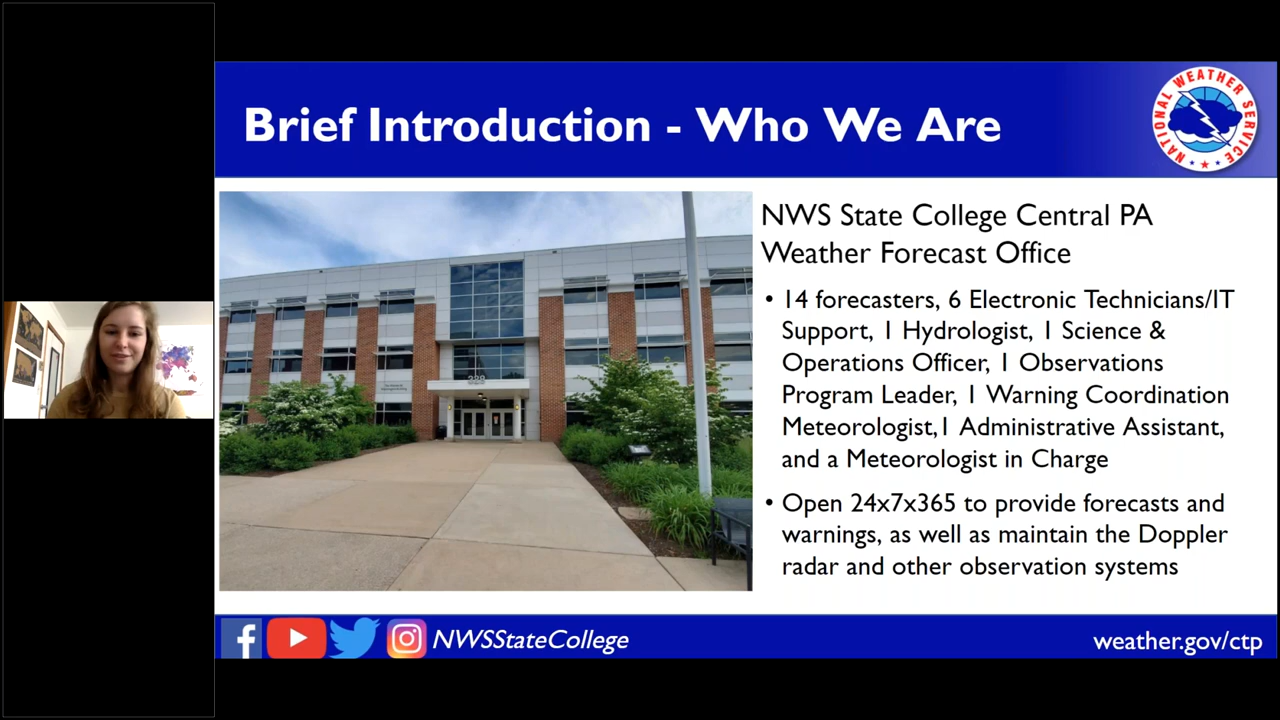 Brief Introduction - Who We Are
NATIONAL WEATHER SERVICE
NWS State College Central PA
Weather Forecast Office
• 14 forecasters, 6 Electronic Technicians/IT
Support, 1 Hydrologist, 1 Science &
Operations Officer, 1 Observations
Program Leader, 1 Warning Coordination
Meteorologist,1 Administrative Assistant,
and a Meteorologist in Charge
• Open 24x7x365 to provide forecasts and
warnings, as well as maintain the Doppler
radar and other observation systems
328
NWSStateCollege
weather.gov/ctp